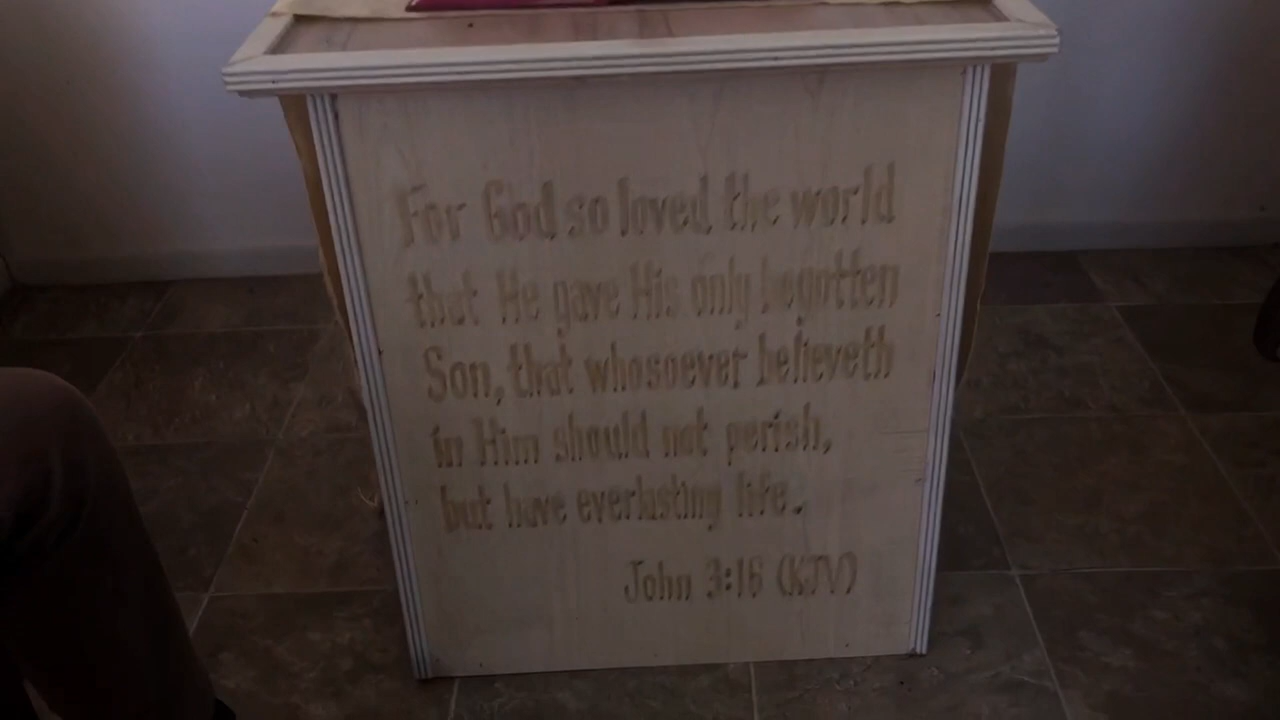 For God so loved the world
that He gave His only begotten
Son, that whosoever believeth
in Him should not perish,
but have everlasting life.
John 3:16 (KJV)